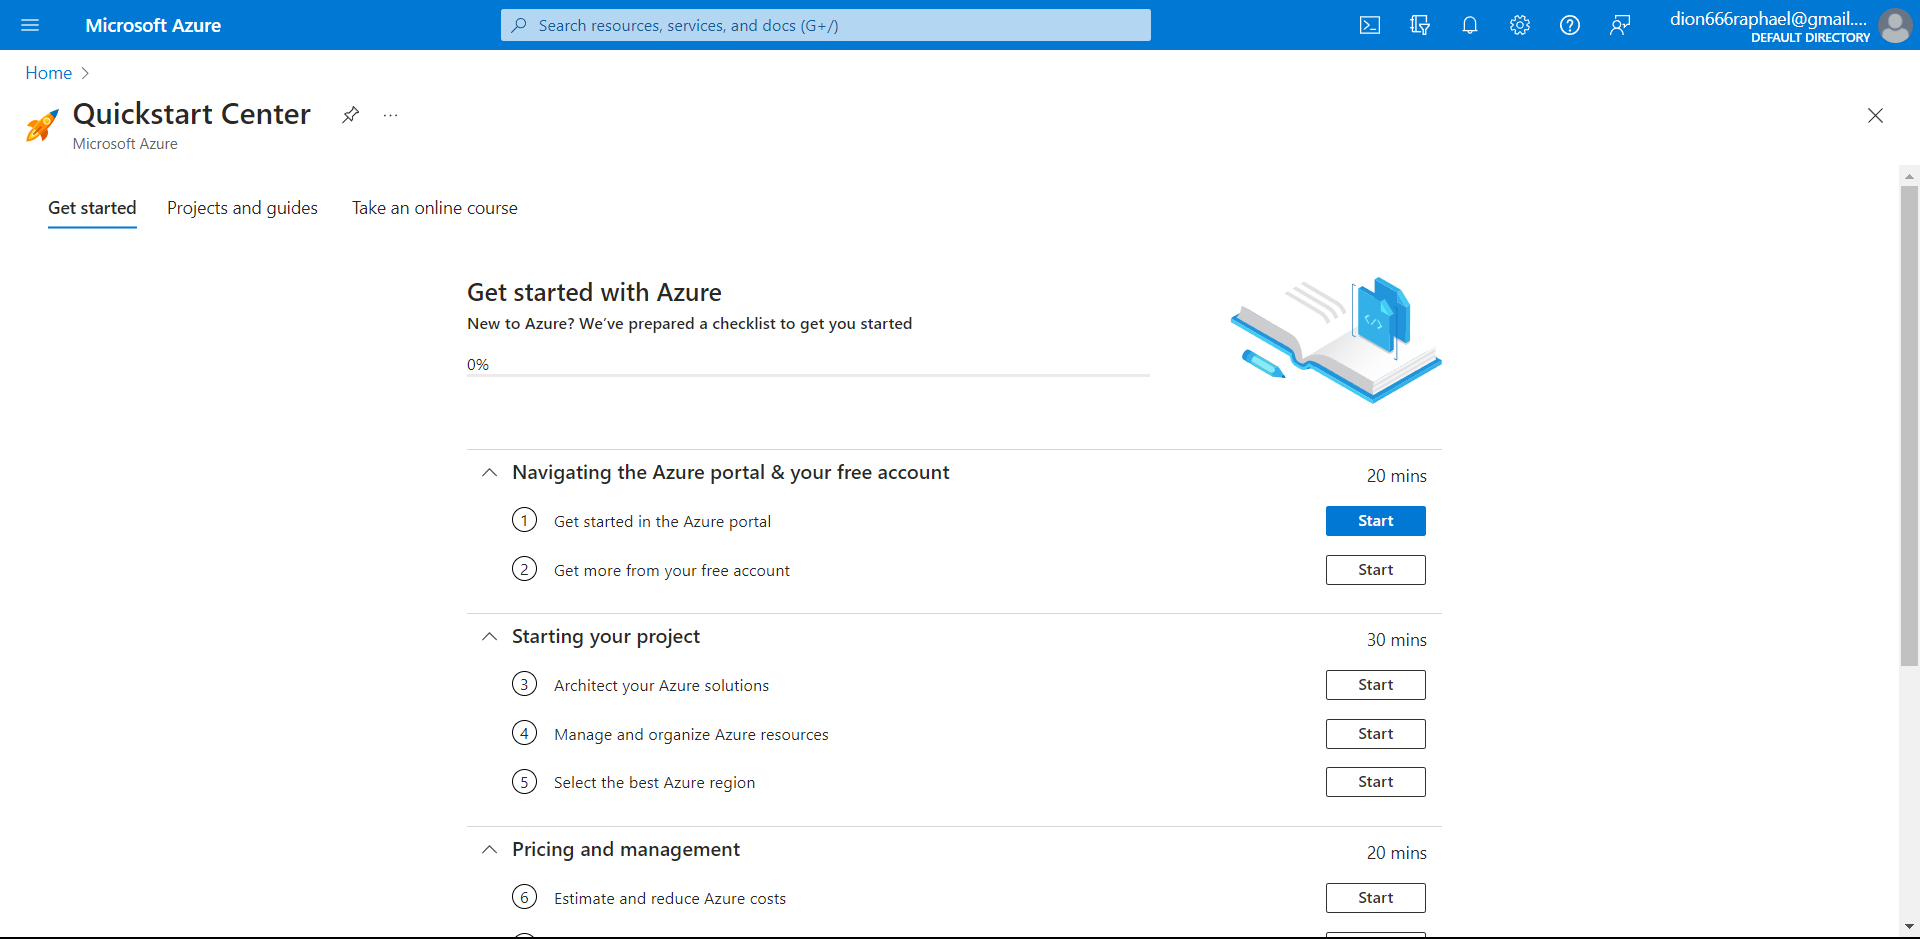 Microsoft Azure
Search resources, services, and docs (G+/)
dion666raphael@gmail....
DEFAULT DIRECTORY
Home
Quickstart Center
...
Microsoft Azure
Get started
Projects and guides
Take an online course
Get started with Azure
New to Azure? We've prepared a checklist to get you started
0%
Navigating the Azure portal & your free account
20 mins
1 Get started in the Azure portal
Start
2 Get more from your free account
Start
Starting your project
30 mins
3 Architect your Azure solutions
Start
4 Manage and organize Azure resources
Start
5 Select the best Azure region
Start
Pricing and management
20 mins
6 Estimate and reduce Azure costs
Start